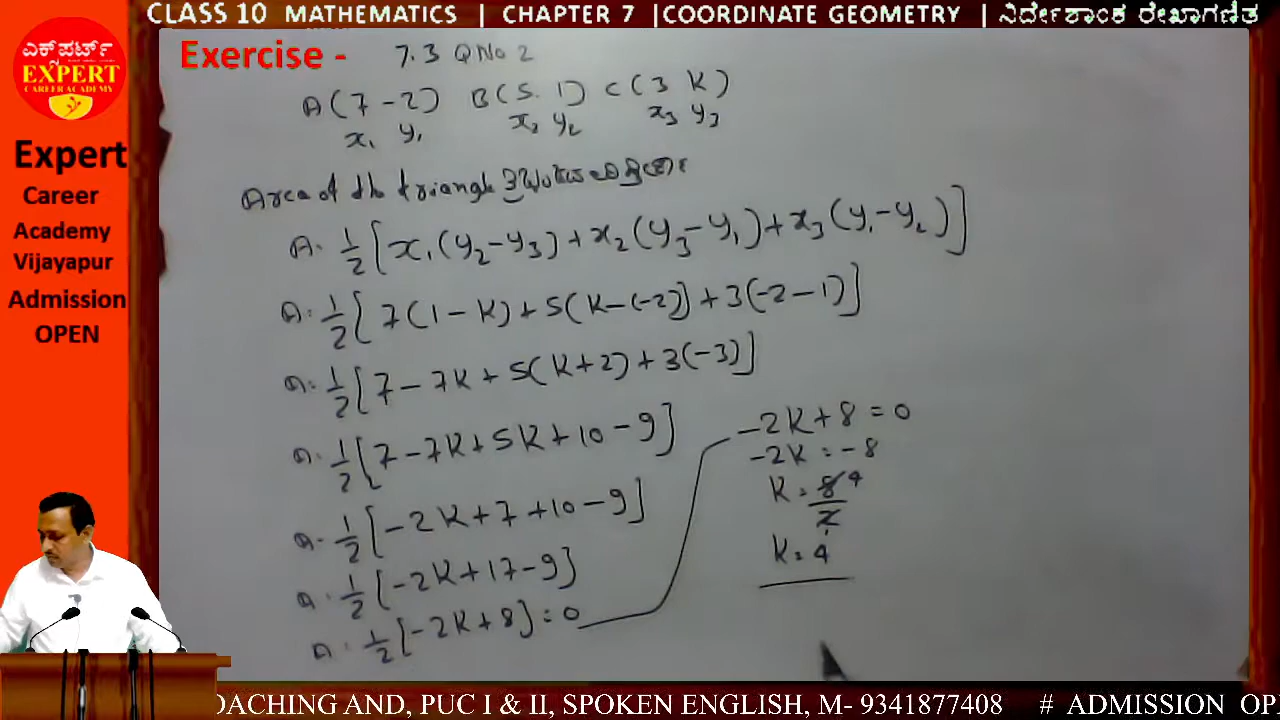 CLASS 10 MATHEMATICS | CHAPTER 7 |COORDINATE GEOMETRY | ನಿರ್ದೇಶಾಂಕ ರೇಖಾಗಣಿತ
ಎಕ್ಸ್‌ಪರ್ಟ್
EXPERT
CAREER ACADEMY
Expert
Career
Academy
Vijayapur
Admission
OPEN
Exercise - 7.3 Q No 2
A(7 -2) B(5. 1) C(3 K)
x₁ y₁ x₂ y₂ x₃ y₃
Area of the triangle
A = 1/2 [x₁(y₂-y₃)+x₂(y₃-y₁)+x₃(y₁-y₂)]
A = 1/2 [7(1-K)+5(K-(-2)]+3(-2-1)]
A = 1/2 [7-7K+5(K+2)+3(-3)]
A = 1/2 [7-7K+5K+10-9]
A = 1/2 [-2K+7+10-9]
A = 1/2 [-2K+17-9]
A = 1/2 [-2K+8] = 0
-2K+8 = 0
-2K = -8
K = 8/2 4
K = 4
OACHING AND, PUC I & II, SPOKEN ENGLISH, M- 9341877408 # ADMISSION OP